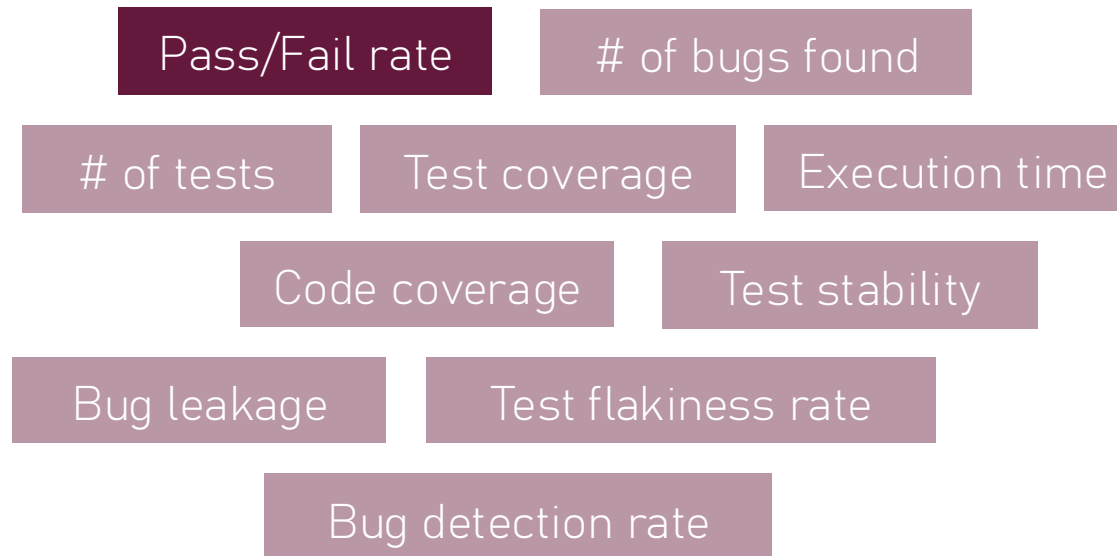 Pass/Fail rate
# of bugs found
# of tests
Test coverage
Execution time
Code coverage
Test stability
Bug leakage
Test flakiness rate
Bug detection rate